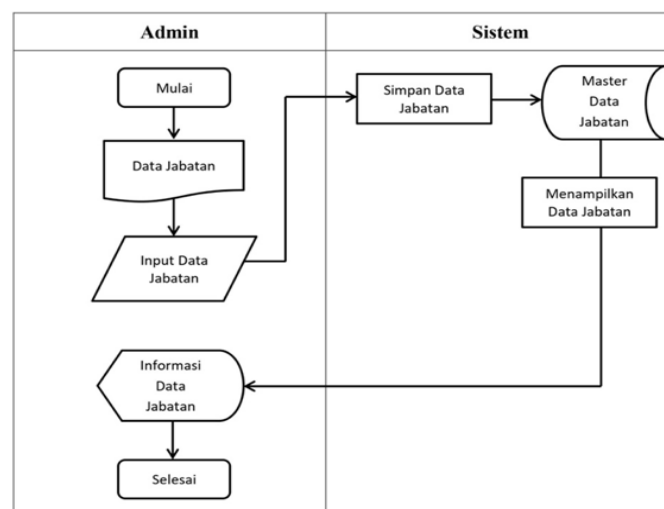 Admin
Sistem
Mulai
Data Jabatan
Input Data
Jabatan
Simpan Data
Jabatan
Master
Data
Jabatan
Menampilkan
Data Jabatan
Informasi
Data
Jabatan
Selesai